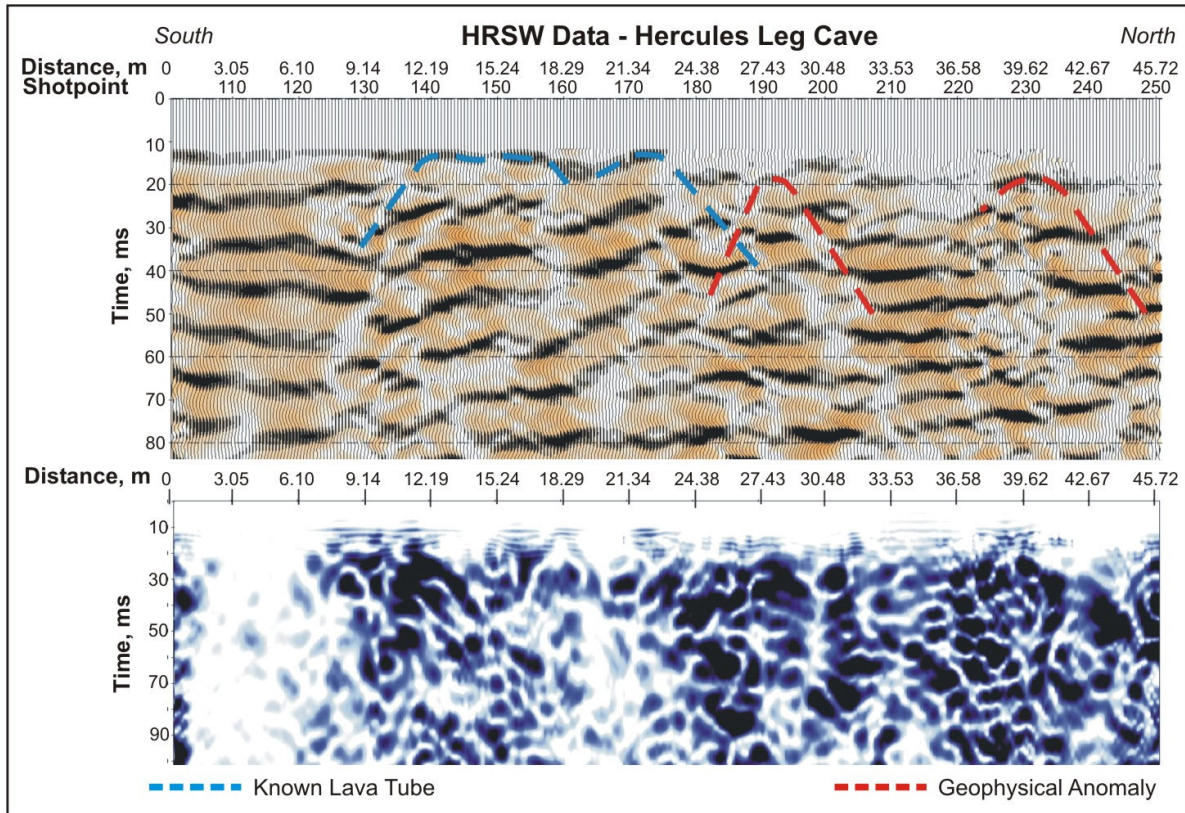 South HRSW Data - Hercules Leg Cave North
Distance, m 0 3.05 6.10 9.14 12.19 15.24 18.29 21.34 24.38 27.43 30.48 33.53 36.58 39.62 42.67 45.72
Shotpoint 110 120 130 140 150 160 170 180 190 200 210 220 230 240 250
0
10
20
30
40
50
60
70
80
Time, ms
Distance, m 0 3.05 6.10 9.14 12.19 15.24 18.29 21.34 24.38 27.43 30.48 33.53 36.58 39.62 42.67 45.72
10
30
50
70
90
Time, ms
Known Lava Tube Geophysical Anomaly